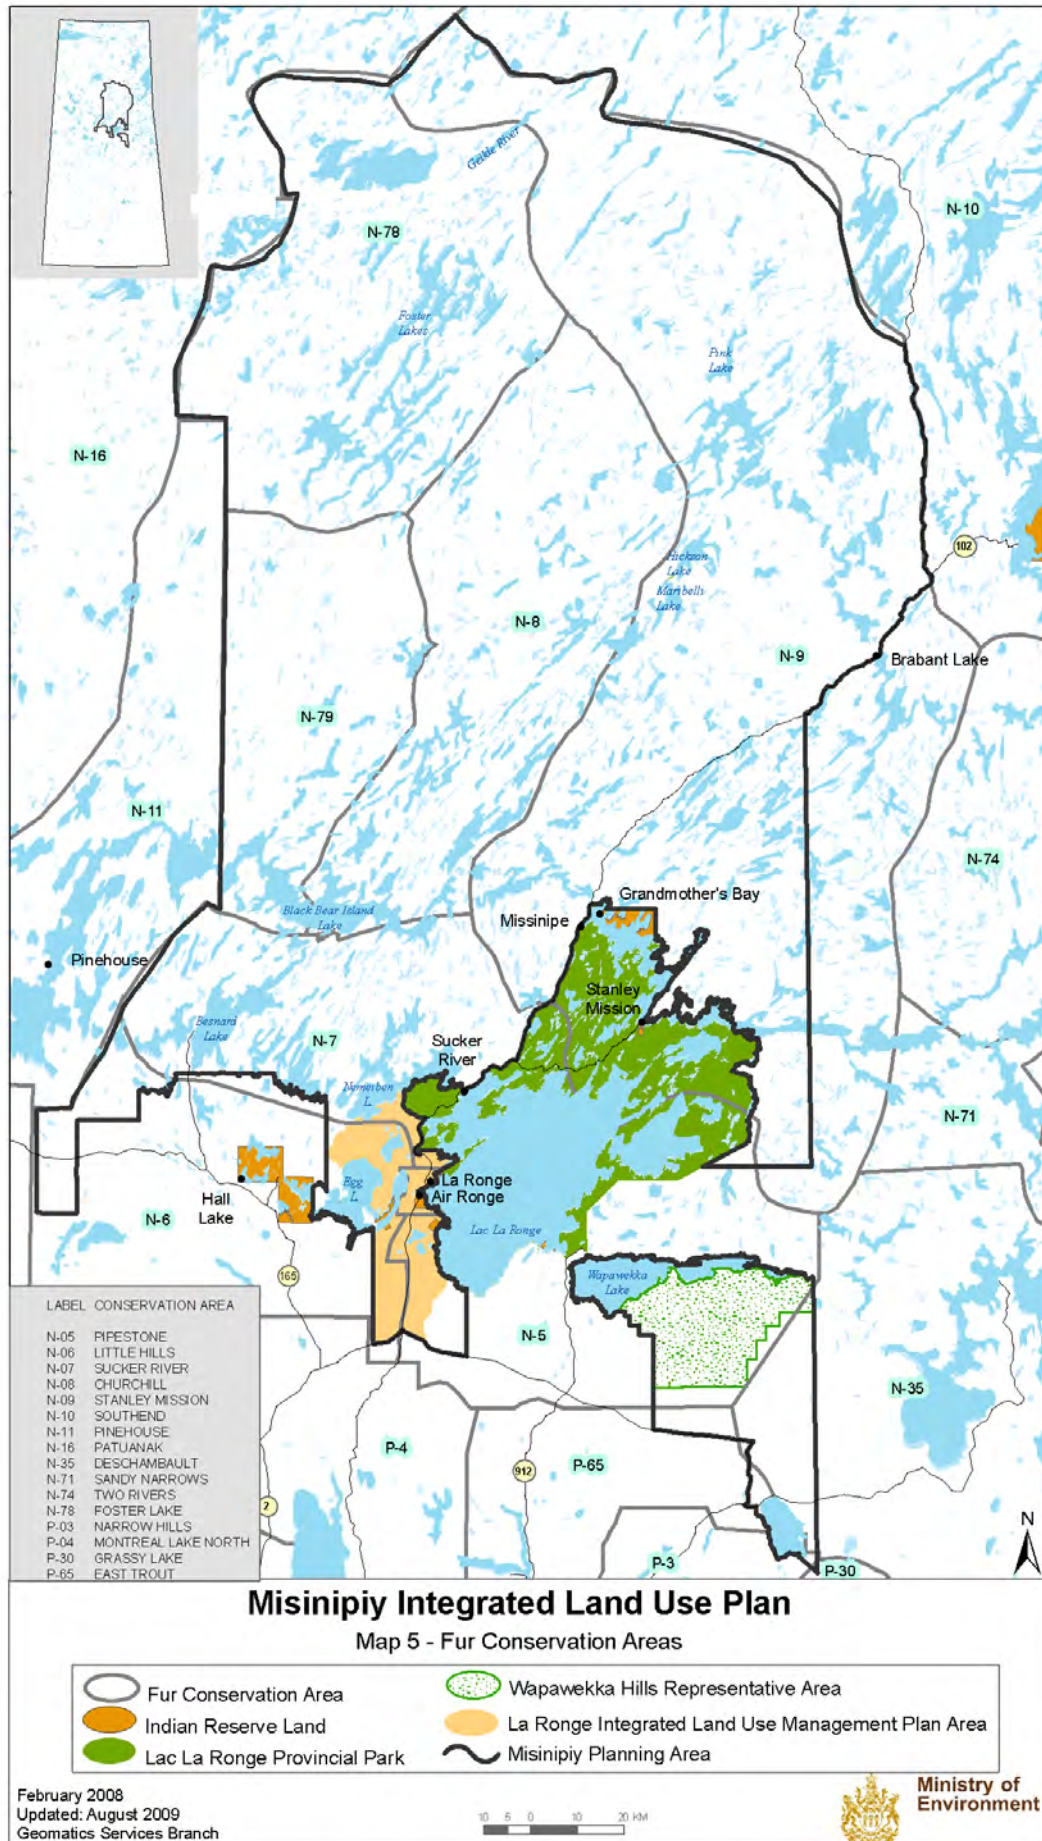 Geikie River
N-10
N-78
Foster
Lakes
Pink
Lake
N-16
102
Hickson
Lake
Maribelli
Lake
N-8
N-9
Brabant Lake
N-79
N-11
N-74
Grandmother's Bay
Black Bear Island
Lake
Missinipe
Pinehouse
Stanley
Mission
Besnard
Lake
N-7
Sucker
River
Nemeiben
L.
N-71
Egg
L.
La Ronge
Air Ronge
Hall
Lake
N-6
Lac La Ronge
165
Wapawekka
Lake
N-5
N-35
LABEL CONSERVATION AREA
N-05 PIPESTONE
N-06 LITTLE HILLS
N-07 SUCKER RIVER
N-08 CHURCHILL
N-09 STANLEY MISSION
N-10 SOUTHEND
N-11 PINEHOUSE
N-16 PATUANAK
N-35 DESCHAMBAULT
N-71 SANDY NARROWS
N-74 TWO RIVERS
N-78 FOSTER LAKE
P-03 NARROW HILLS
P-04 MONTREAL LAKE NORTH
P-30 GRASSY LAKE
P-65 EAST TROUT
P-4
912
P-65
2
N
P-3
P-30
Misinipiy Integrated Land Use Plan
Map 5 - Fur Conservation Areas
Fur Conservation Area
Wapawekka Hills Representative Area
Indian Reserve Land
La Ronge Integrated Land Use Management Plan Area
Lac La Ronge Provincial Park
Misinipiy Planning Area
February 2008
Updated: August 2009
Geomatics Services Branch
10 5 0 10 20 KM
Ministry of
Environment